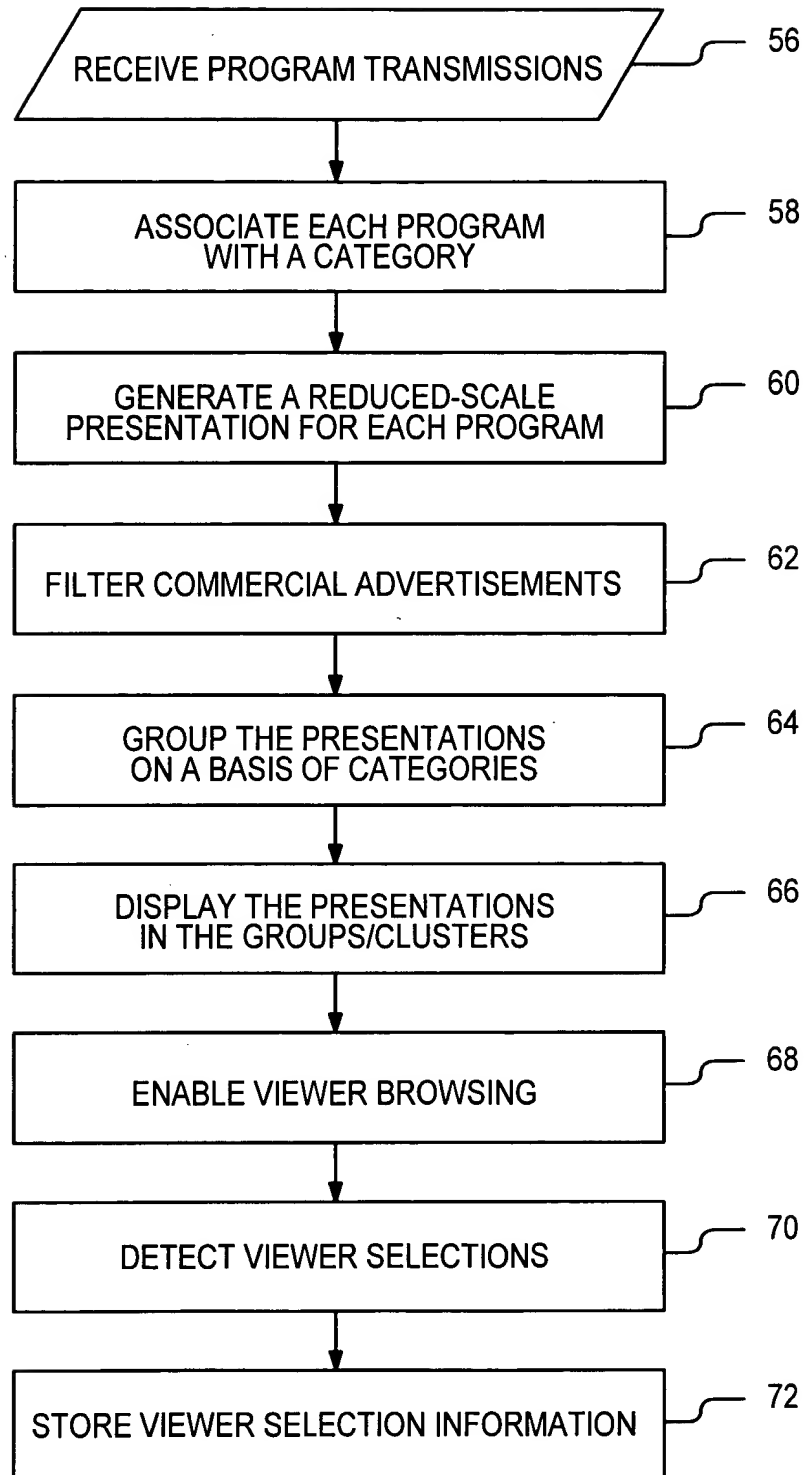 RECEIVE PROGRAM TRANSMISSIONS
56
ASSOCIATE EACH PROGRAM
WITH A CATEGORY
58
GENERATE A REDUCED-SCALE
PRESENTATION FOR EACH PROGRAM
60
FILTER COMMERCIAL ADVERTISEMENTS
62
GROUP THE PRESENTATIONS
ON A BASIS OF CATEGORIES
64
DISPLAY THE PRESENTATIONS
IN THE GROUPS/CLUSTERS
66
ENABLE VIEWER BROWSING
68
DETECT VIEWER SELECTIONS
70
STORE VIEWER SELECTION INFORMATION
72